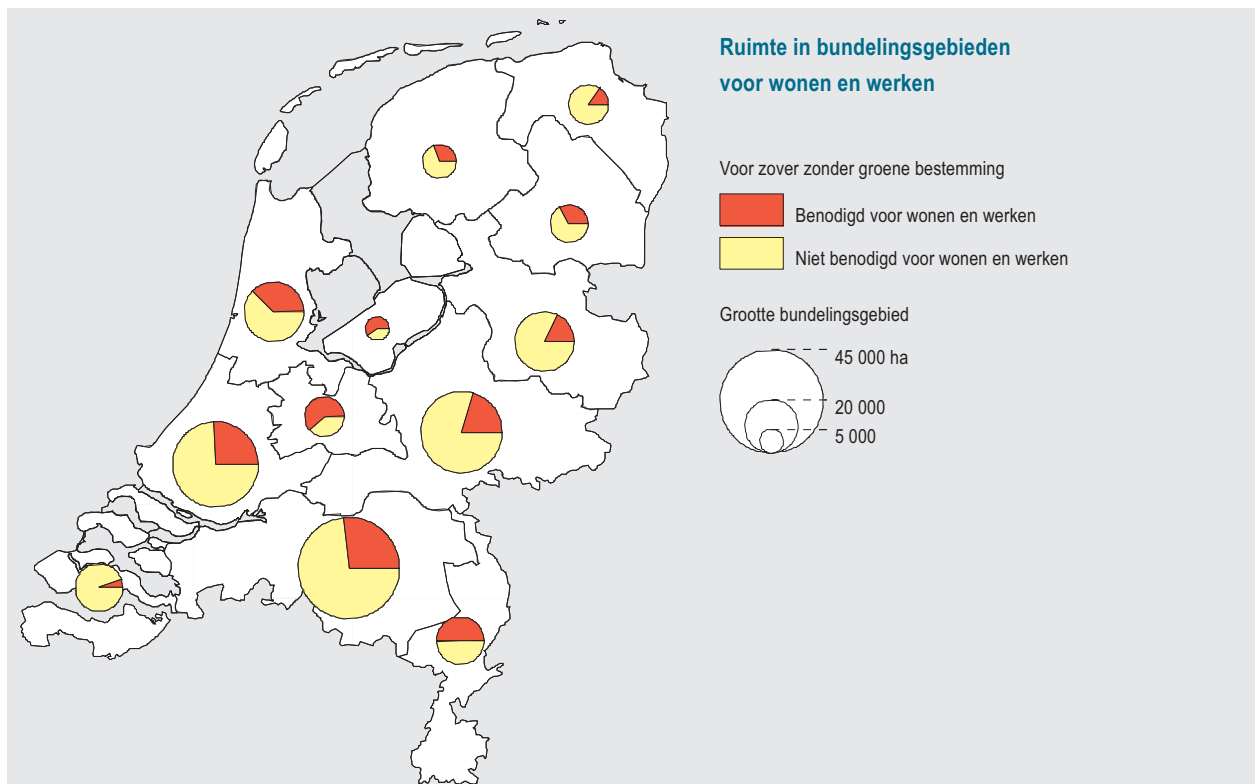 Ruimte in bundelingsgebieden
voor wonen en werken
Voor zover zonder groene bestemming
Benodigd voor wonen en werken
Niet benodigd voor wonen en werken
Grootte bundelingsgebied
45 000 ha
20 000
5 000